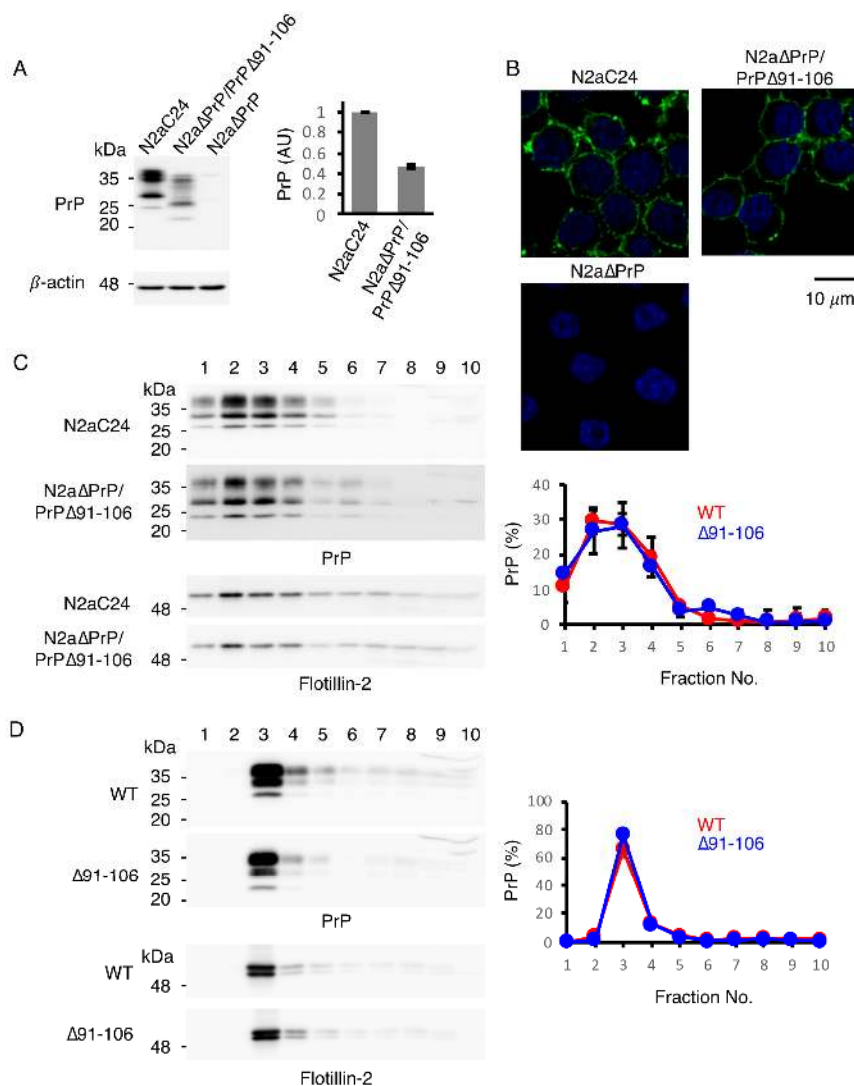 A
N2aC24
N2aΔPrP/PrPΔ91-106
N2aΔPrP
kDa
35
25
20
PrP
β-actin
48
PrP (AU)
1
0.8
0.6
0.4
0.2
0
N2aC24
N2aΔPrP/
PrPΔ91-106
B
N2aC24
N2aΔPrP/
PrPΔ91-106
N2aΔPrP
10 μm
C
1 2 3 4 5 6 7 8 9 10
kDa
N2aC24
35
25
20
N2aΔPrP/
PrPΔ91-106
35
25
20
PrP
N2aC24
48
N2aΔPrP/
PrPΔ91-106
48
Flotillin-2
PrP (%)
40
30
20
10
0
WT
Δ91-106
1 2 3 4 5 6 7 8 9 10
Fraction No.
D
1 2 3 4 5 6 7 8 9 10
kDa
WT
35
25
20
Δ91-106
35
25
20
PrP
kDa
WT
48
Δ91-106
48
Flotillin-2
PrP (%)
100
80
60
40
20
0
WT
Δ91-106
1 2 3 4 5 6 7 8 9 10
Fraction No.